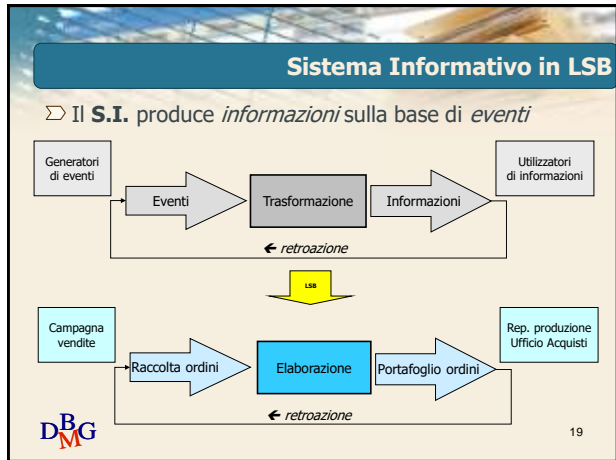 Sistema Informativo in LSB
Il S.I. produce informazioni sulla base di eventi
Generatori
di eventi
Utilizzatori
di informazioni
Eventi
Trasformazione
Informazioni
← retroazione
LSB
Campagna
vendite
Rep. produzione
Ufficio Acquisti
Raccolta ordini
Elaborazione
Portafoglio ordini
← retroazione
DBMG
19